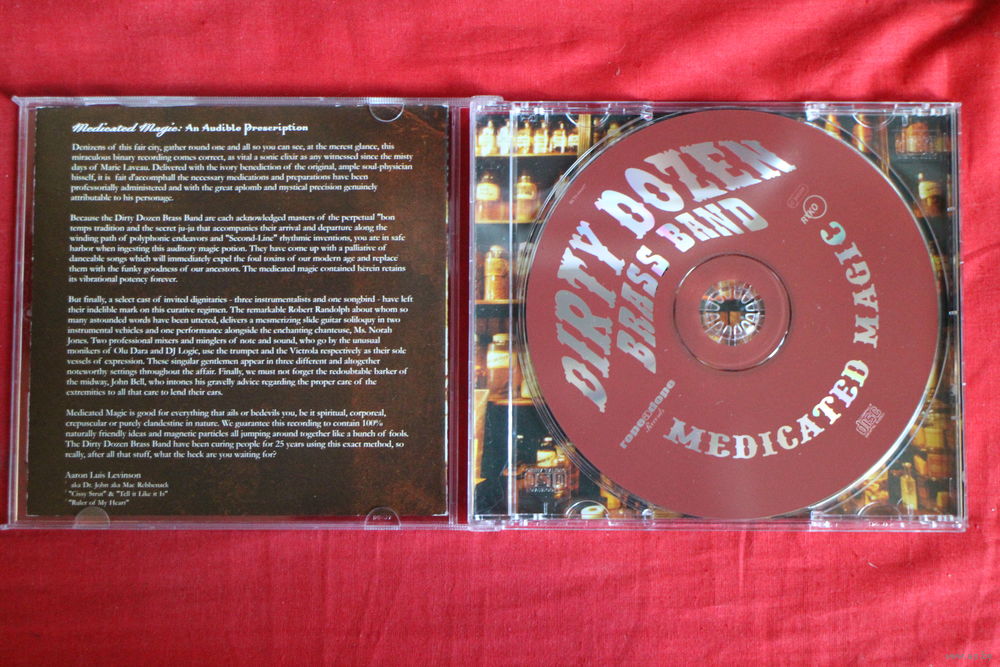 Medicated Magic: An Audible Prescription
Denizens of this fair city, gather round one and all so you can see, at the merest glance, this
miraculous binary recording comes correct, as vital a sonic elixir as any witnessed since the misty
days of Marie Laveau. Delivered with the ivory benediction of the original, ample soul-physician
hisself, it is fait d'accomphall the necessary medications and preparations have been
professorially administered and with the great aplomb and mystical precision genuinely
attributable to his personage.
Because the Dirty Dozen Brass Band are each acknowledged masters of the perpetual "bon
temps tradition and the secret ju-ju that accompanies their arrival and departure along the
winding path of polyphonic endeavors and "Second-Line" rhythmic inventions, you are in safe
harbor when ingesting this auditory magic potion. They have come up with a palliative of
danceable songs which will immediately expel the foul toxins of our modern age and replace
them with the funky goodness of our ancestors. The medicated magic contained herein retains
its vibrational potency forever.
But finally, a select cast of invited dignitaries - three instrumentalists and one songbird - have left
their indelible mark on this curative regimen. The remarkable Robert Randolph about whom so
many astounded words have been uttered, delivers a mesmerizing slide guitar soliloquy in two
instrumental vehicles and one performance alongside the enchanting chanteuse, Ms. Norah
Jones. Two professional mixers and minglers of note and sound, who go by the unusual
monikers of Olu Dara and DJ Logic, use the trumpet and the Victrola respectively as their sole
vessels of expression. These singular gentlemen appear in three different and altogether
noteworthy settings throughout the affair. Finally, we must not forget the redoubtable barker of
the midway, John Bell, who intones his gravelly advice regarding the proper care of the
extremities to all that care to lend their ears.
Medicated Magic is good for everything that ails or bedevils you, be it spiritual, corporeal,
crepuscular or purely clandestine in nature. We guarantee this recording to contain 100%
naturally friendly ideas and magnetic particles all jumping around together like a bunch of fools.
The Dirty Dozen Brass Band have been curing people for 25 years using this exact method, so
really, after all that stuff, what the heck are you waiting for?
Aaron Luis Levinson
aka Dr. John aka Mac Rebbenack
"Cissy Strut" & "Tell it Like it Is"
"Ruler of My Heart"
DIRTY DOZEN
BRASS BAND
RYKO
ropeadope
Records
MEDICATED MAGIC